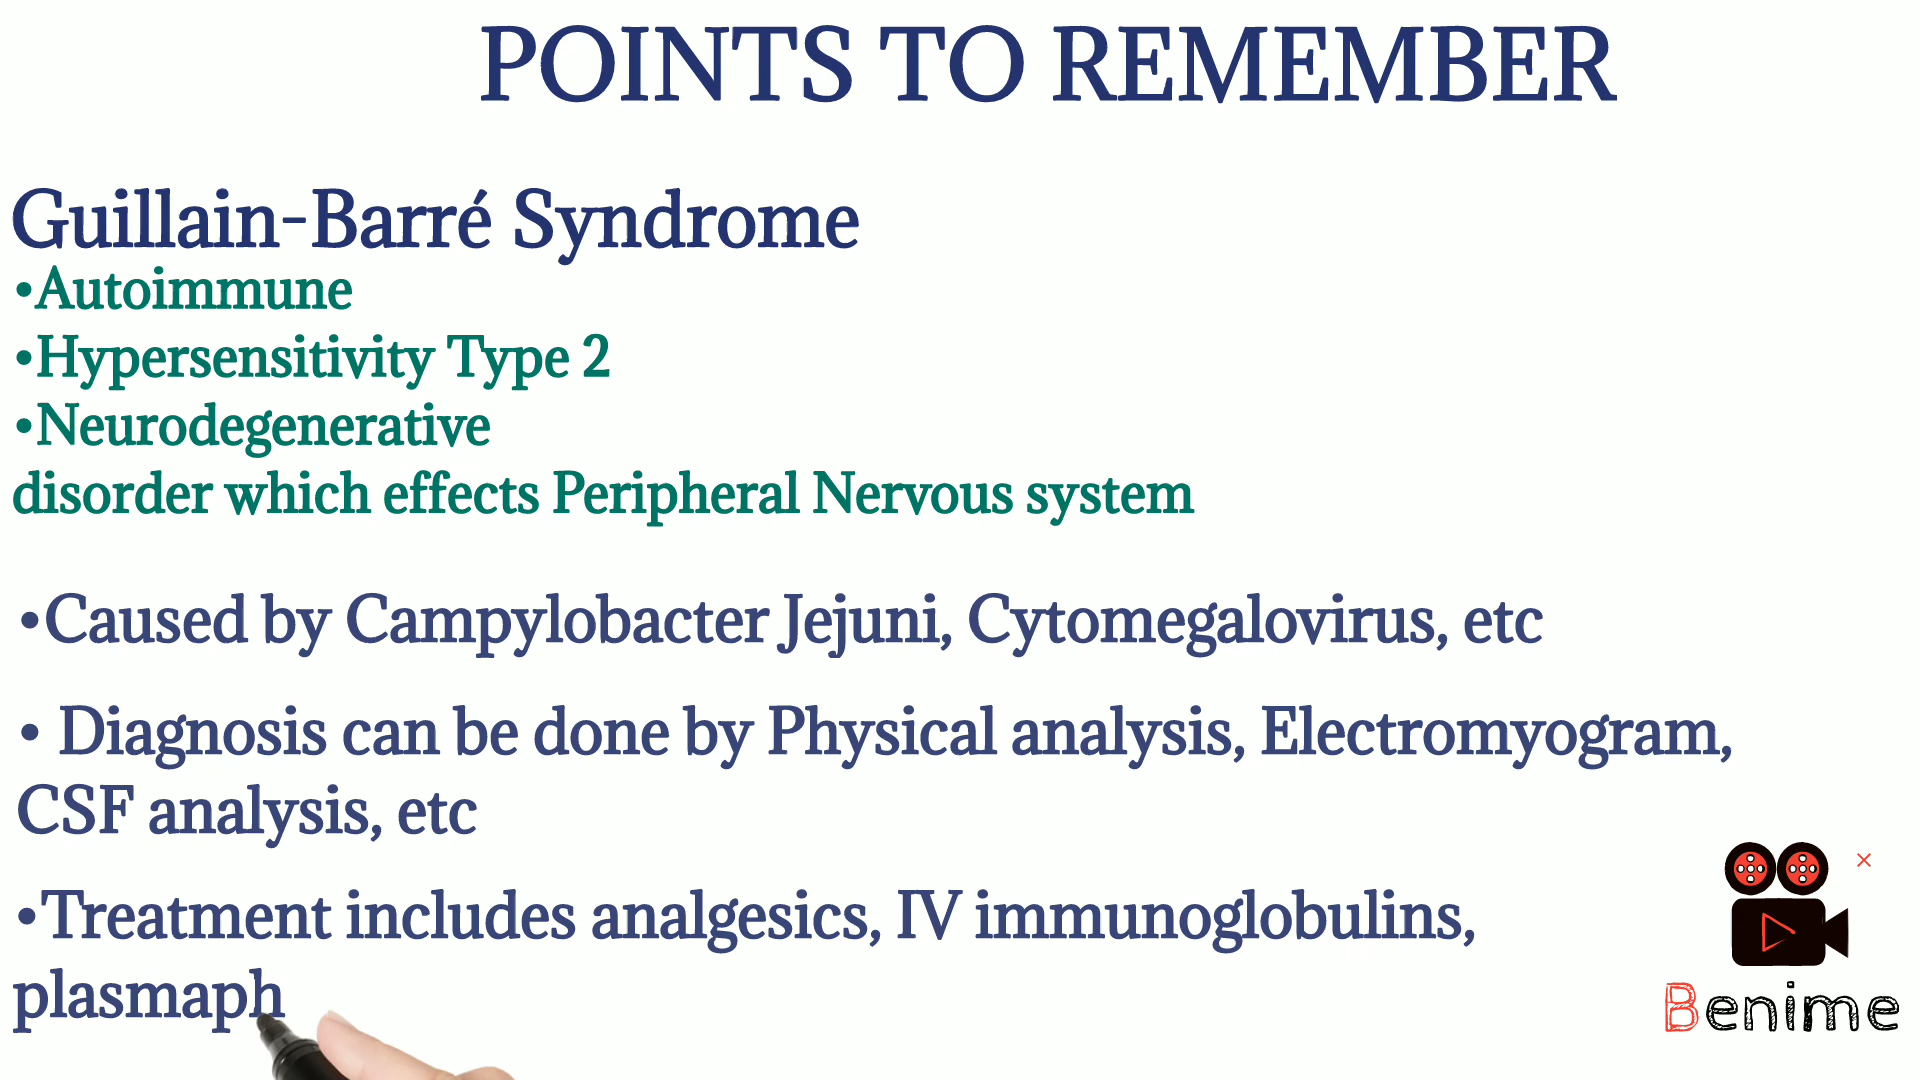 POINTS TO REMEMBER
Guillain-Barré Syndrome
•Autoimmune
•Hypersensitivity Type 2
•Neurodegenerative
disorder which effects Peripheral Nervous system
•Caused by Campylobacter Jejuni, Cytomegalovirus, etc
• Diagnosis can be done by Physical analysis, Electromyogram,
CSF analysis, etc
•Treatment includes analgesics, IV immunoglobulins,
plasmaph
Benime